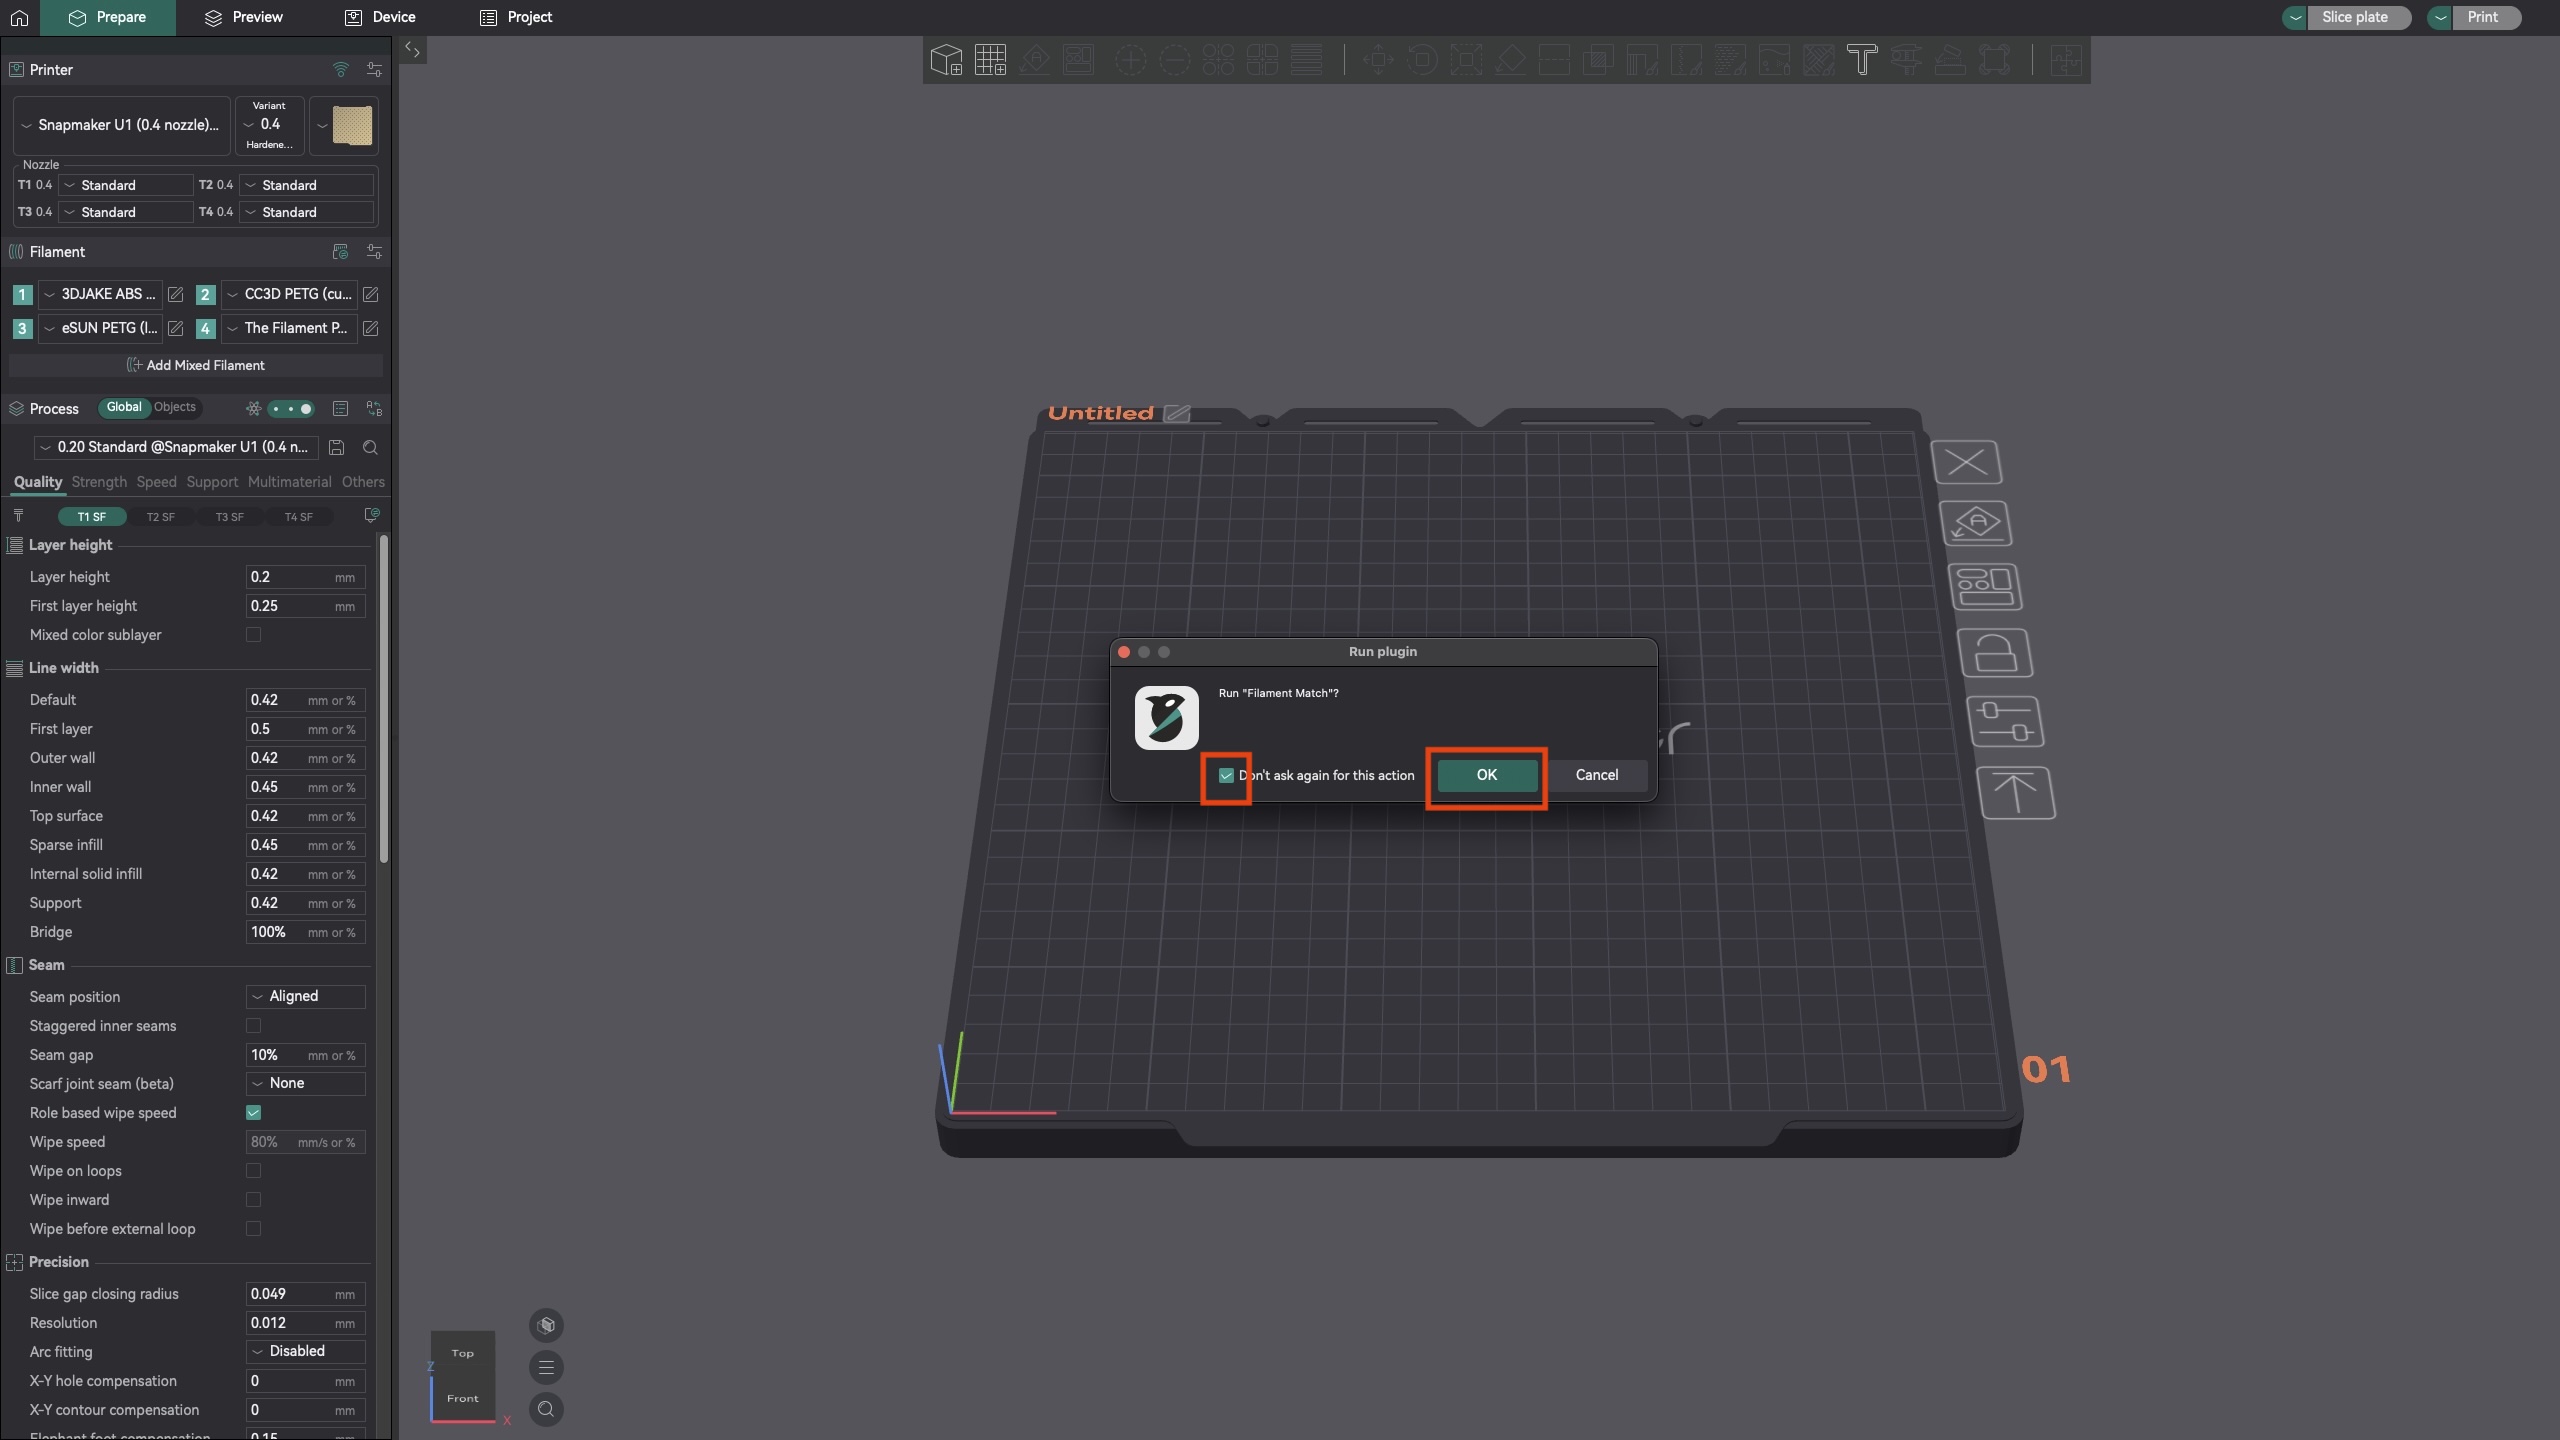 Prepare
Preview
Device
Project
Slice plate
Print
Printer
Snapmaker U1 (0.4 nozzle)...
Variant
0.4
Hardene...
Nozzle
T1 0.4 Standard T2 0.4 Standard
T3 0.4 Standard T4 0.4 Standard
Filament
1 3DJAKE ABS ... 2 CC3D PETG (cu...
3 eSUN PETG (l... 4 The Filament P...
Add Mixed Filament
Process Global Objects
0.20 Standard @Snapmaker U1 (0.4 n...
Quality Strength Speed Support Multimaterial Others
T1 SF T2 SF T3 SF T4 SF
Layer height
Layer height 0.2 mm
First layer height 0.25 mm
Mixed color sublayer
Line width
Default 0.42 mm or %
First layer 0.5 mm or %
Outer wall 0.42 mm or %
Inner wall 0.45 mm or %
Top surface 0.42 mm or %
Sparse infill 0.45 mm or %
Internal solid infill 0.42 mm or %
Support 0.42 mm or %
Bridge 100% mm or %
Seam
Seam position Aligned
Staggered inner seams
Seam gap 10% mm or %
Scarf joint seam (beta) None
Role based wipe speed
Wipe speed 80% mm/s or %
Wipe on loops
Wipe inward
Wipe before external loop
Precision
Slice gap closing radius 0.049 mm
Resolution 0.012 mm
Arc fitting Disabled
X-Y hole compensation 0 mm
X-Y contour compensation 0 mm
Elephant foot compensation 0.15 mm
Untitled
Run plugin
Run "Filament Match"?
Don't ask again for this action
OK
Cancel
01
Top
Front
Z
X